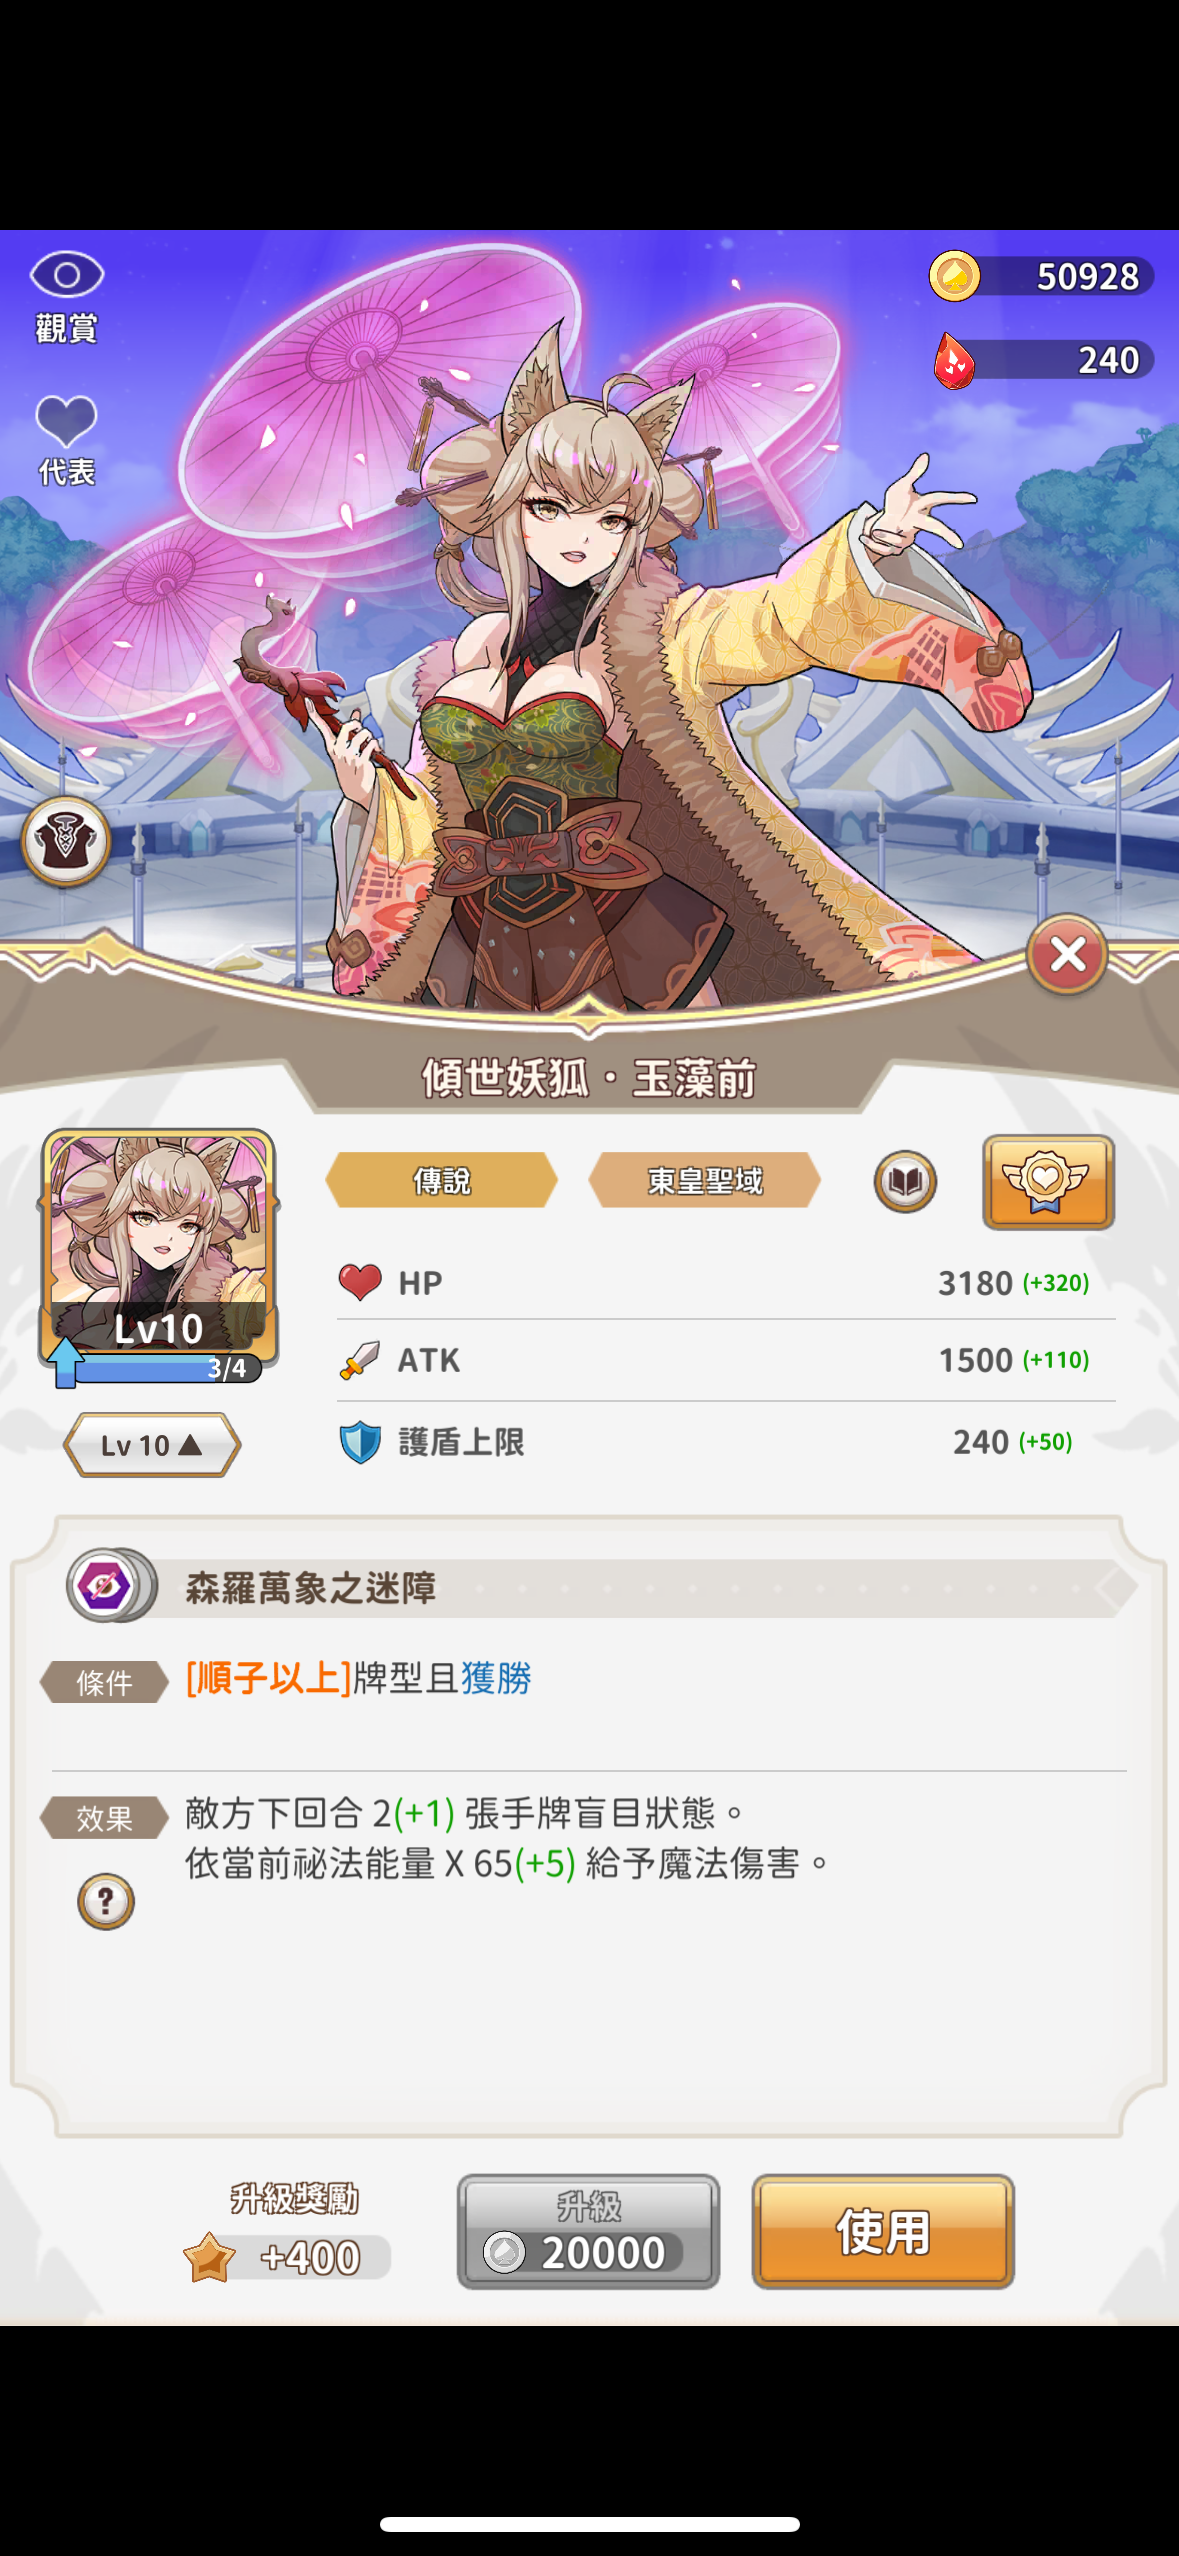 觀賞
50928
240
代表
傾世妖狐・玉藻前
傳說
東皇聖域
HP
3180 (+320)
Lv10
3/4
ATK
1500 (+110)
Lv 10 ▲
護盾上限
240 (+50)
森羅萬象之迷障
條件
[順子以上]牌型且獲勝
效果
敵方下回合 2(+1) 張手牌盲目狀態。
依當前祕法能量 X 65(+5) 給予魔法傷害。
?
升級獎勵
+400
升級
20000
使用